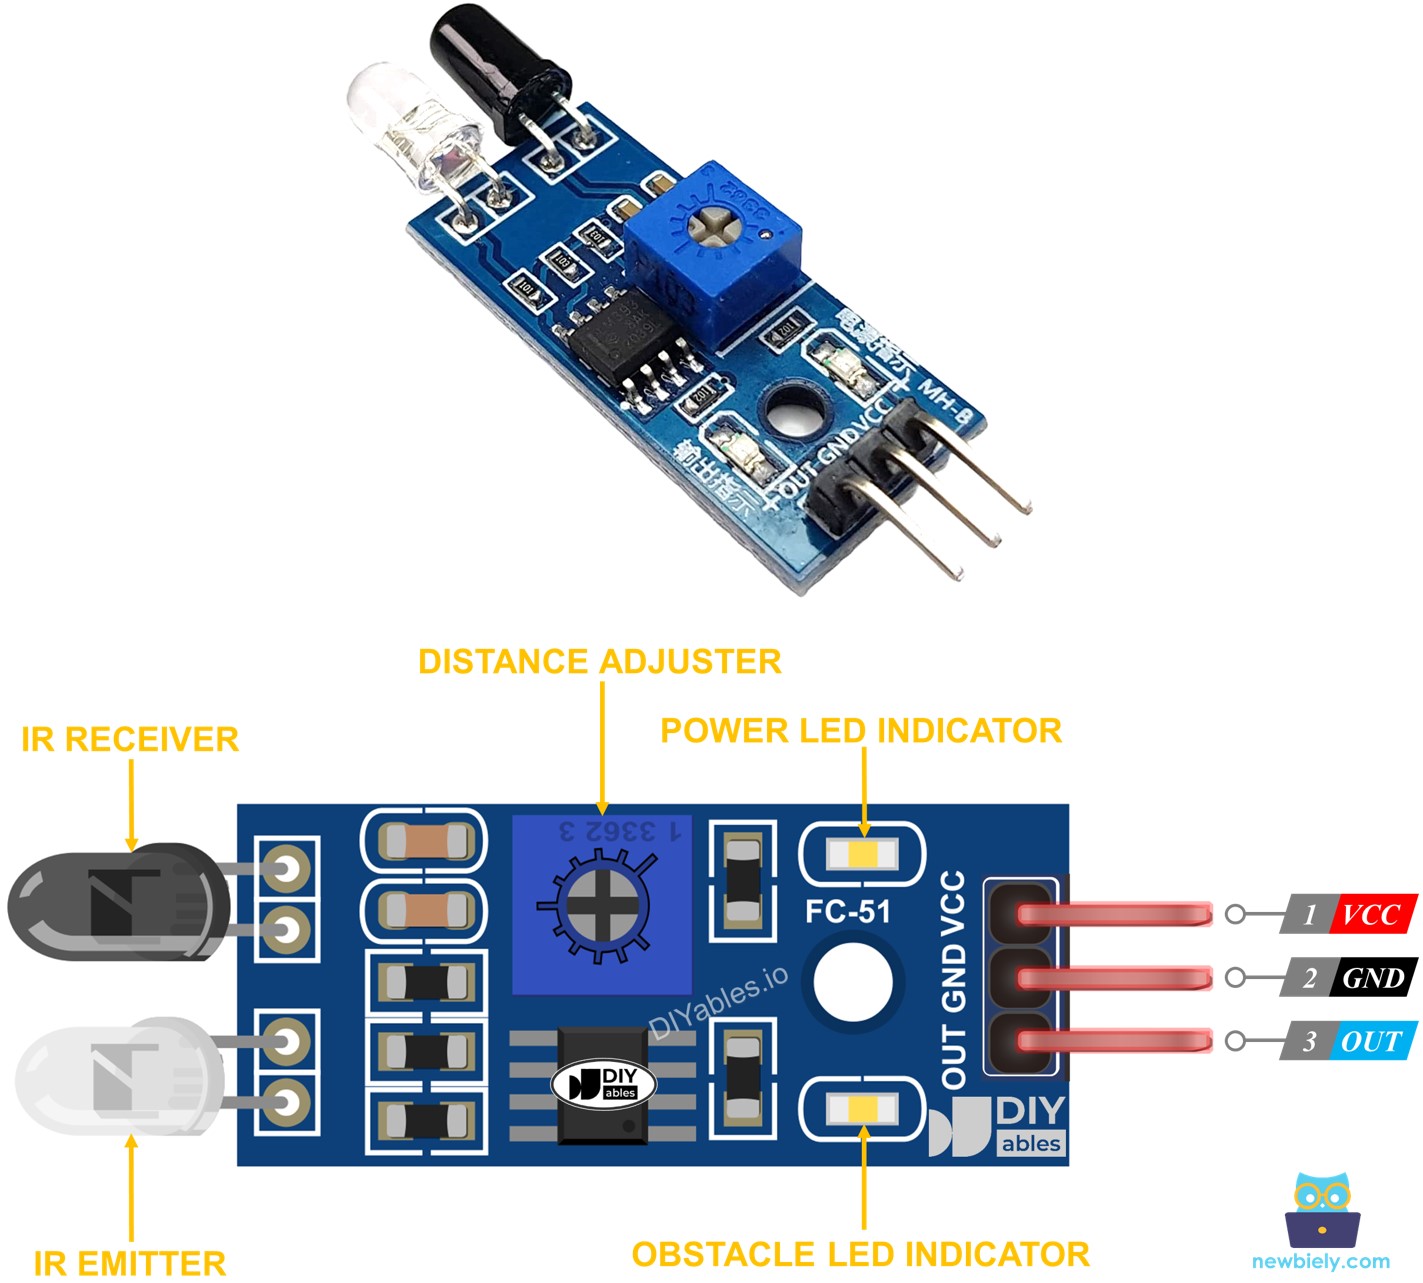 3362
103
103
103
101
393
102
102
电源指示
MH-B
OUT GND VCC
输出指示
DISTANCE ADJUSTER
POWER LED INDICATOR
IR RECEIVER
1 3362 3
FC-51
OUT GND VCC
1 VCC
2 GND
3 OUT
DIYables.io
DIY
ables
DIY
ables
IR EMITTER
OBSTACLE LED INDICATOR
newbiely.com